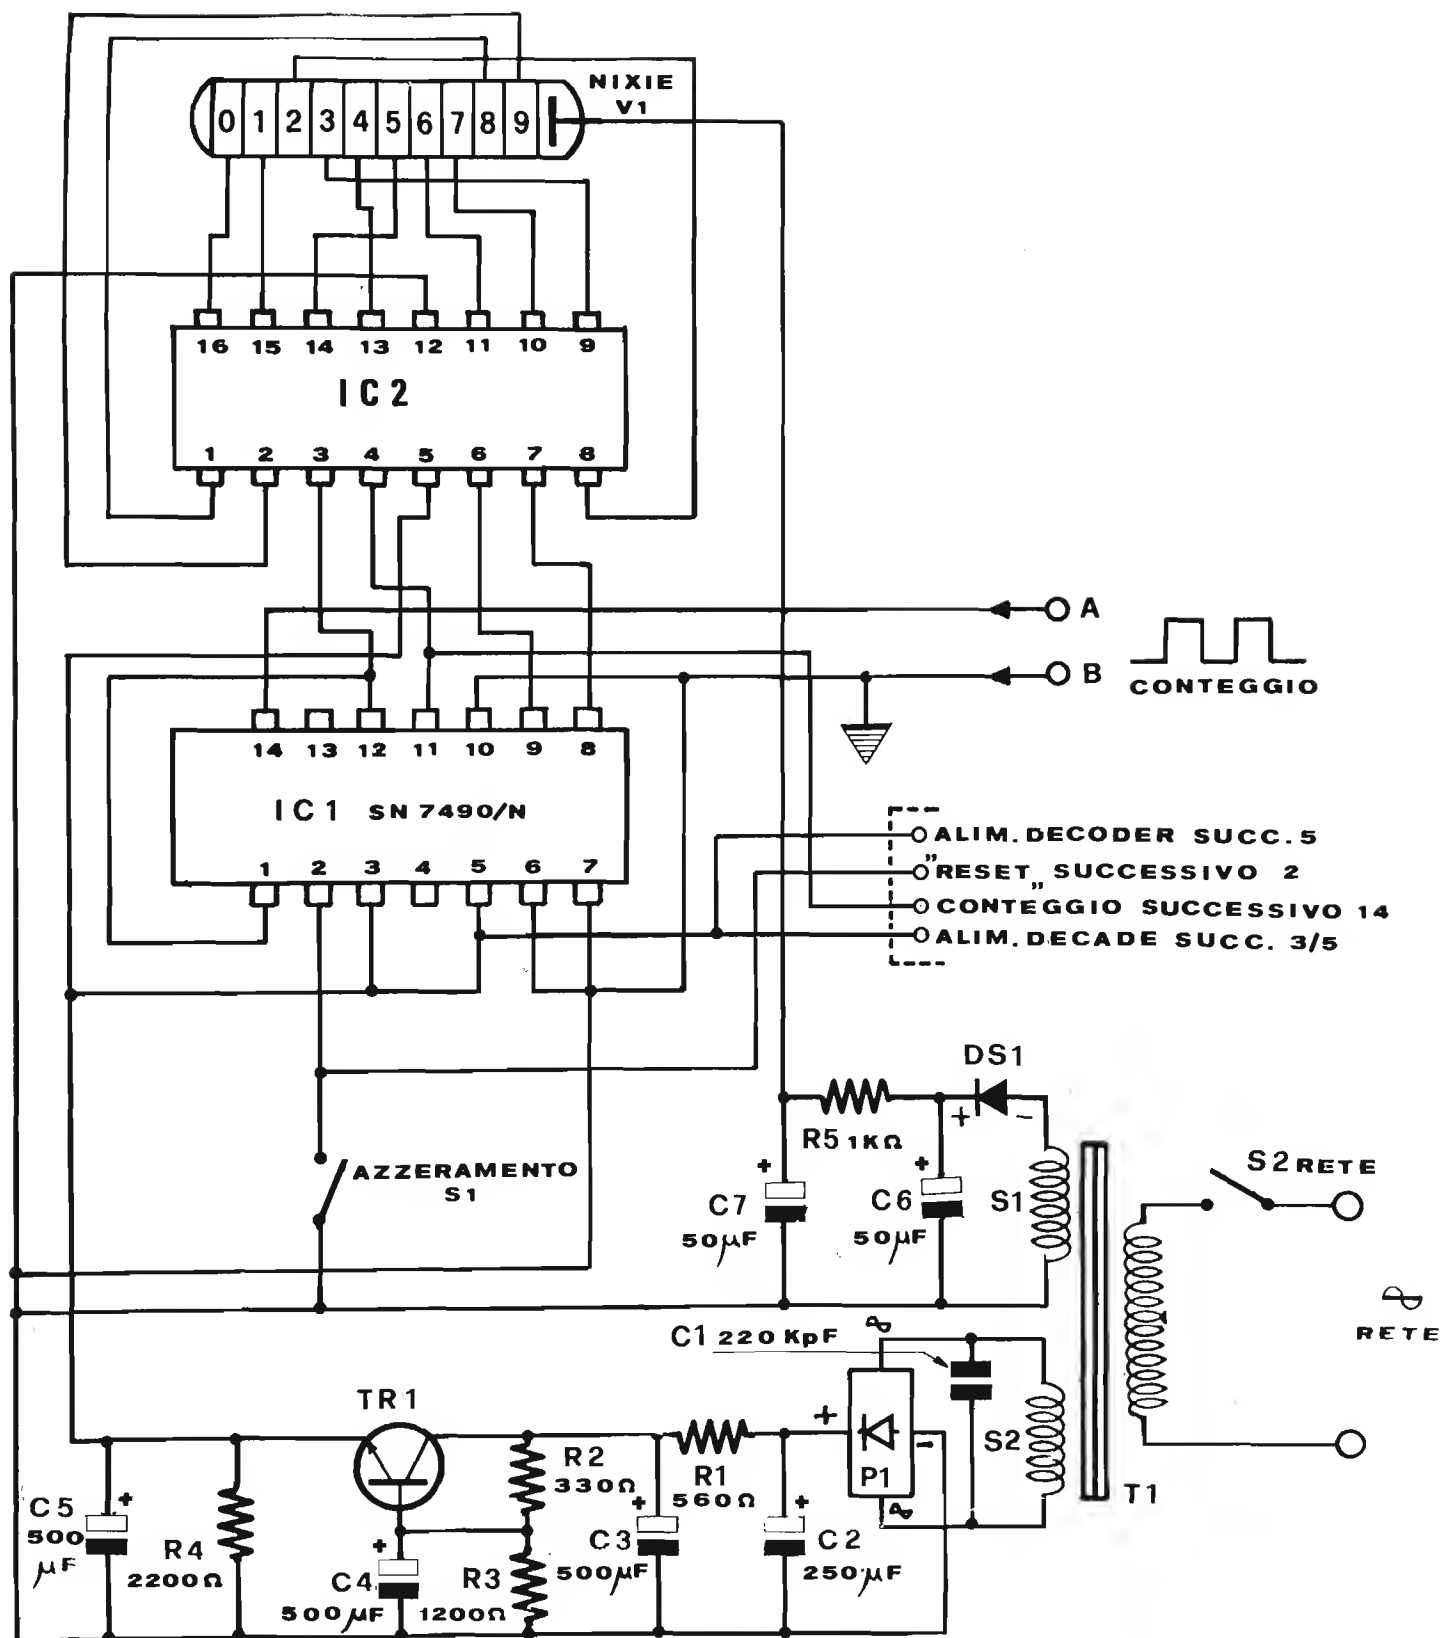 NIXIE
V1
0 1 2 3 4 5 6 7 8 9
16 15 14 13 12 11 10 9
IC2
1 2 3 4 5 6 7 8
A
B
CONTEGGIO
14 13 12 11 10 9 8
IC1 SN 7490/N
1 2 3 4 5 6 7
ALIM. DECODER SUCC. 5
"RESET„ SUCCESSIVO 2
CONTEGGIO SUCCESSIVO 14
ALIM. DECADE SUCC. 3/5
DS1
+ -
R5 1KΩ
AZZERAMENTO
S1
+
C7
50µF
+
C6
50µF
S1
S2 RETE
RETE
C1 220 KpF
TR1
R2
330Ω
R1
560Ω
+ -
P1
S2
T1
C5
500
µF
+
R4
2200Ω
+
C4
500µF
R3
1200Ω
+
C3
500µF
+
C2
250µF